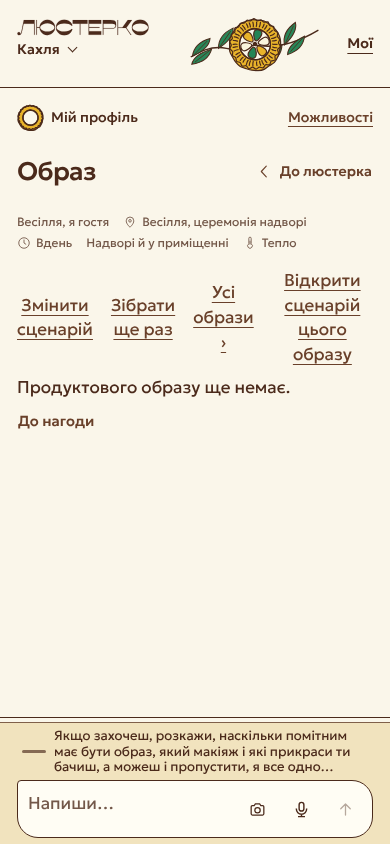 ЛЮСТЕРКО
Кахля
Мої
Мій профіль
Можливості
Образ
До люстерка
Весілля, я гостя Весілля, церемонія надворі
Вдень Надворі й у приміщенні Тепло
Змінити
сценарій
Зібрати
ще раз
Усі
образи
›
Відкрити
сценарій
цього
образу
Продуктового образу ще немає.
До нагоди
Якщо захочеш, розкажи, наскільки помітним
має бути образ, який макіяж і які прикраси ти
бачиш, а можеш і пропустити, я все одно…
Напиши…